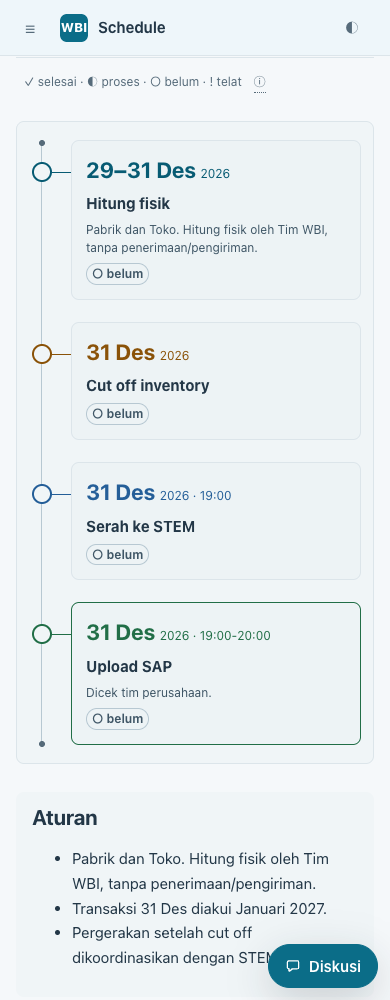 WBI Schedule
✓ selesai · ◐ proses · ○ belum · ! telat ⓘ
29–31 Des 2026
Hitung fisik
Pabrik dan Toko. Hitung fisik oleh Tim WBI,
tanpa penerimaan/pengiriman.
○ belum
31 Des 2026
Cut off inventory
○ belum
31 Des 2026 · 19:00
Serah ke STEM
○ belum
31 Des 2026 · 19:00-20:00
Upload SAP
Dicek tim perusahaan.
○ belum
Aturan
• Pabrik dan Toko. Hitung fisik oleh Tim
WBI, tanpa penerimaan/pengiriman.
• Transaksi 31 Des diakui Januari 2027.
• Pergerakan setelah cut off
dikoordinasikan dengan
Diskusi